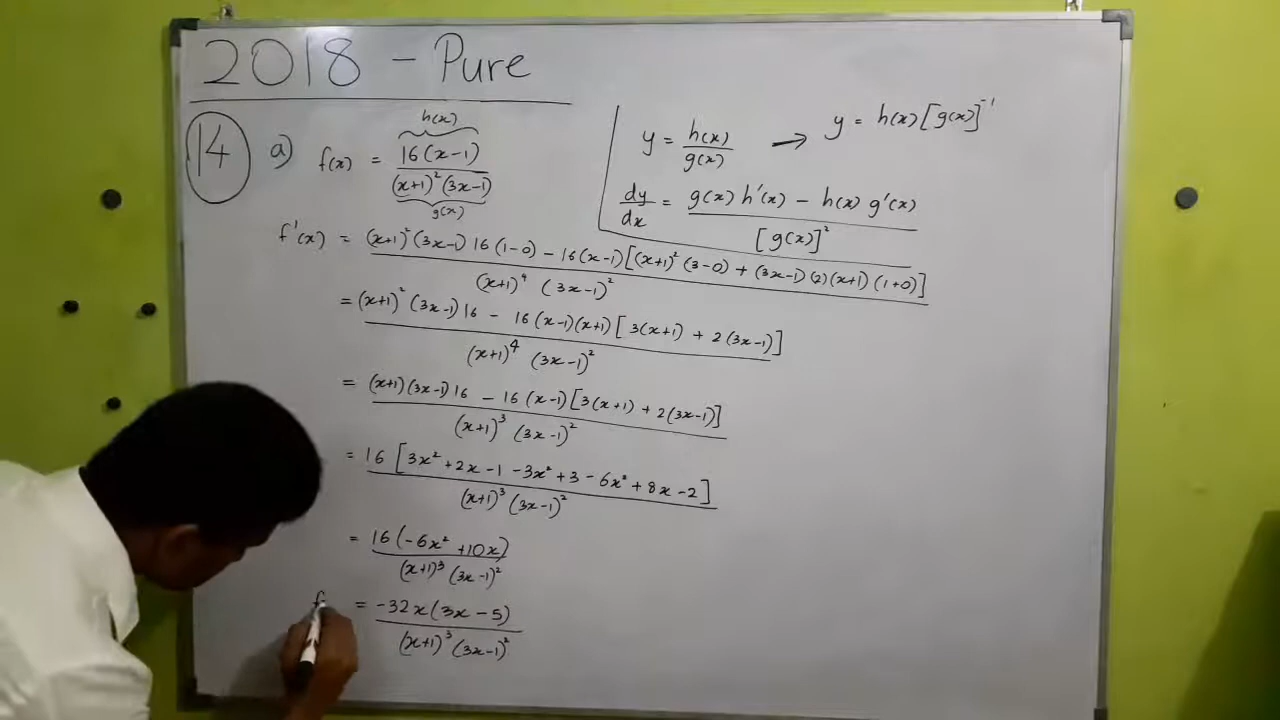 2018 - Pure
14 a) f(x) = 16(x-1) / (x+1)²(3x-1)
h(x)
g(x)
y = h(x) / g(x) → y = h(x)[g(x)]⁻¹
dy/dx = g(x) h'(x) - h(x) g'(x) / [g(x)]²
f'(x) = (x+1)²(3x-1) 16 (1-0) - 16(x-1)[(x+1)² (3-0) + (3x-1)(2)(x+1)(1+0)] / (x+1)⁴ (3x-1)²
= (x+1)² (3x-1) 16 - 16(x-1)(x+1)[3(x+1) + 2(3x-1)] / (x+1)⁴ (3x-1)²
= (x+1)(3x-1) 16 - 16(x-1)[3(x+1) + 2(3x-1)] / (x+1)³ (3x-1)²
= 16 [3x² + 2x - 1 - 3x² + 3 - 6x² + 8x - 2] / (x+1)³ (3x-1)²
= 16(-6x² + 10x) / (x+1)³ (3x-1)²
f = -32x(3x - 5) / (x+1)³ (3x-1)²